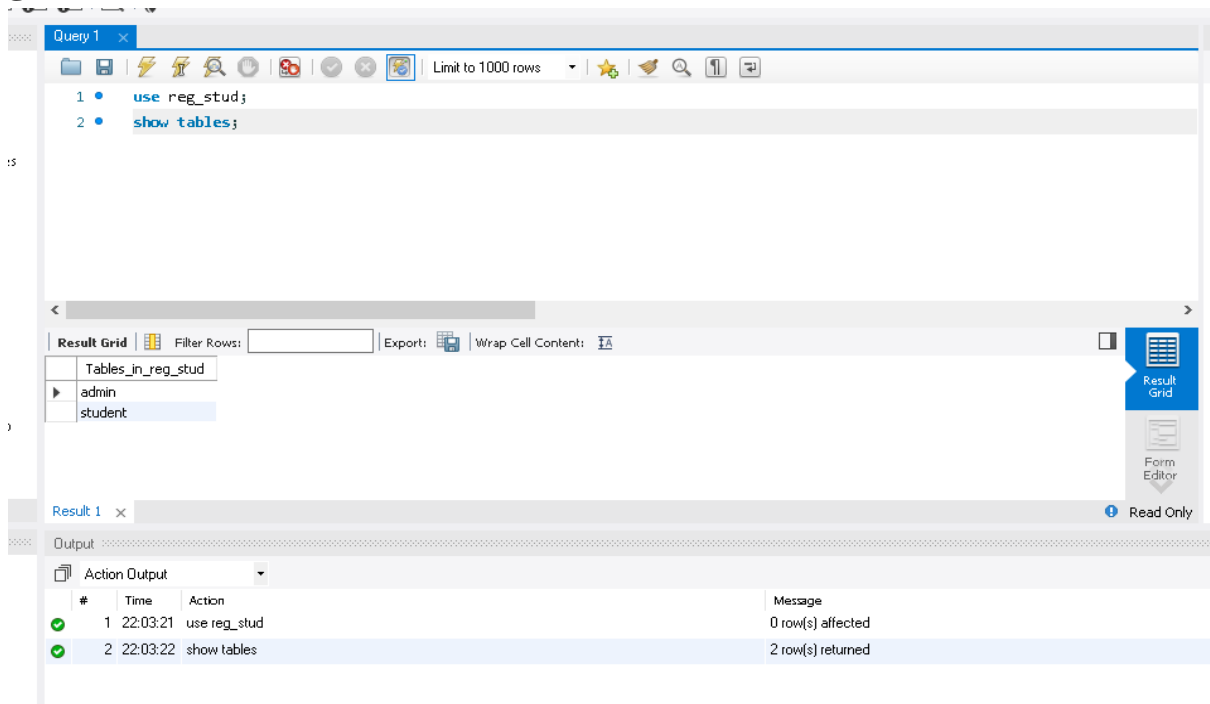 Query 1
Limit to 1000 rows
1 use reg_stud;
2 show tables;
Result Grid Filter Rows: Export: Wrap Cell Content: IA
Tables_in_reg_stud
admin
student
Result Grid
Form Editor
Result 1
Read Only
Output
Action Output
# Time Action Message
1 22:03:21 use reg_stud 0 row(s) affected
2 22:03:22 show tables 2 row(s) returned